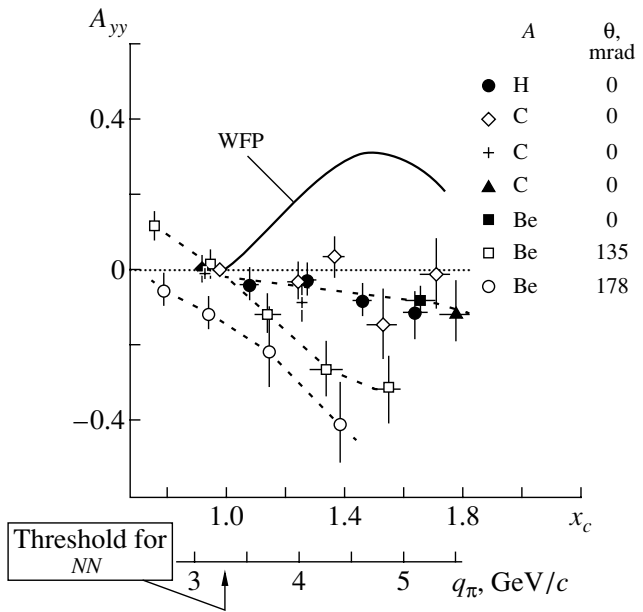 A_yy
A θ, mrad
H 0
C 0
C 0
C 0
Be 0
Be 135
Be 178
WFP
0.4
0
−0.4
1.0 1.4 1.8 x_c
Threshold for
NN
3 4 5 q_π, GeV/c